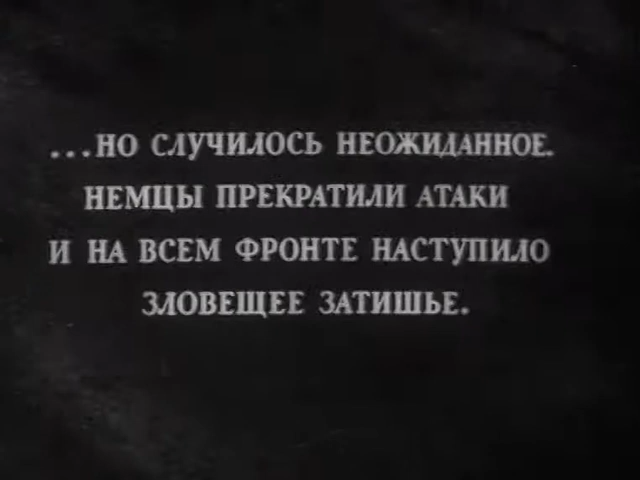 ...НО СЛУЧИЛОСЬ НЕОЖИДАННОЕ.
НЕМЦЫ ПРЕКРАТИЛИ АТАКИ
И НА ВСЕМ ФРОНТЕ НАСТУПИЛО
ЗЛОВЕЩЕЕ ЗАТИШЬЕ.